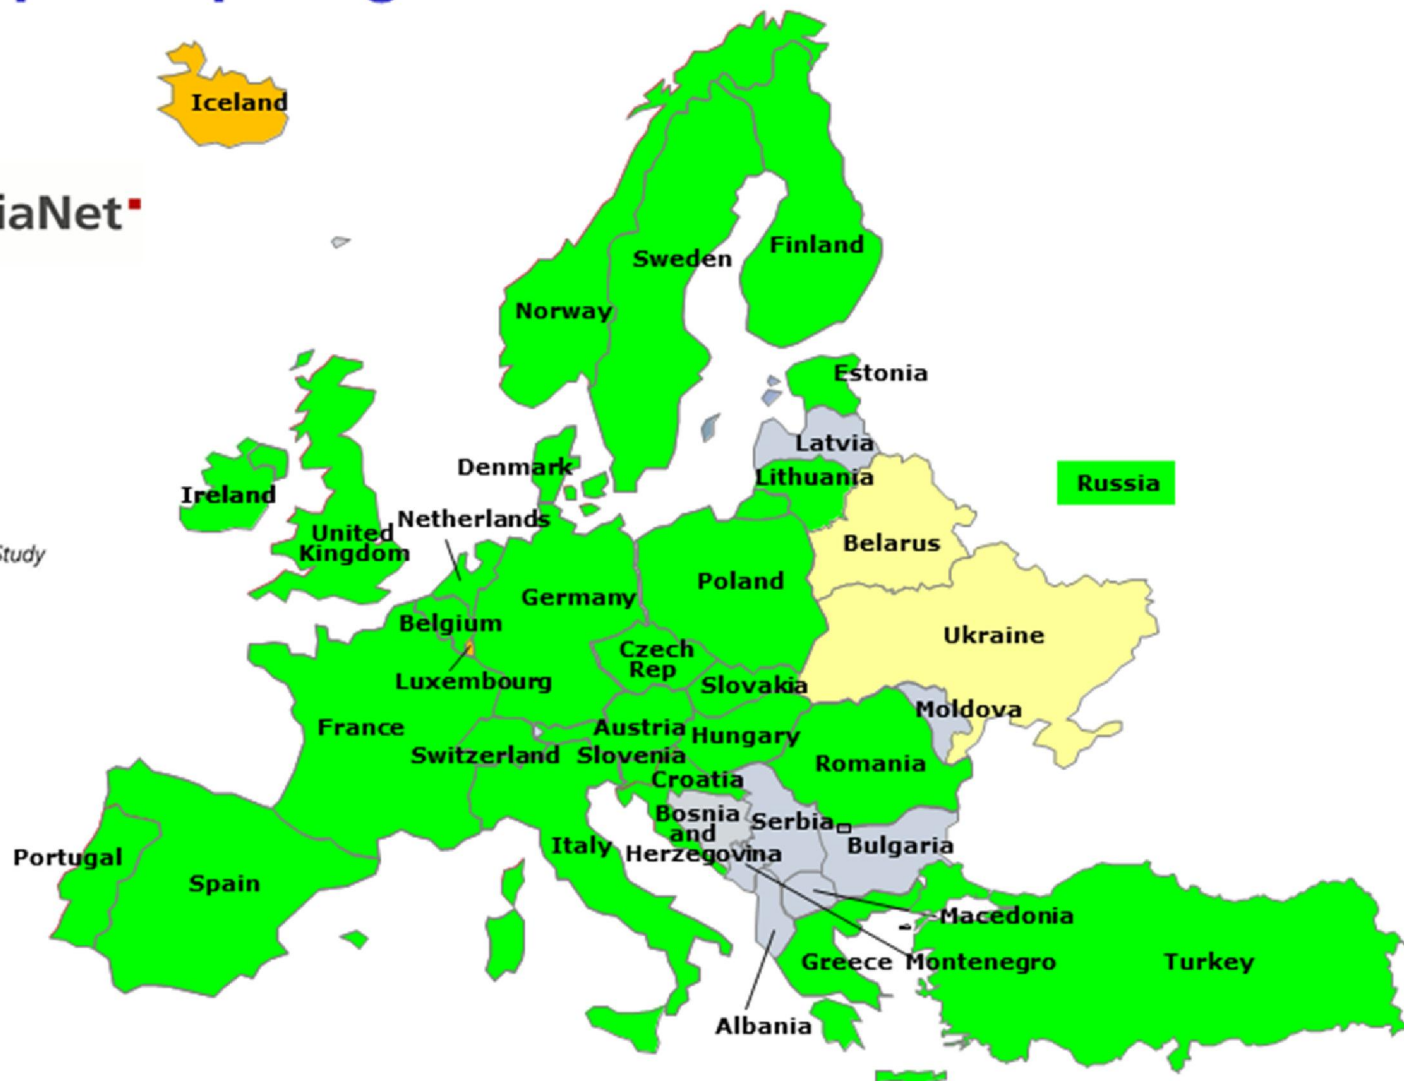 Iceland
iaNet
Finland
Sweden
Norway
Estonia
Latvia
Denmark
Lithuania
Russia
Ireland
Netherlands
United
Kingdom
Belarus
Study
Poland
Germany
Belgium
Ukraine
Czech
Rep
Luxembourg
Slovakia
Moldova
France
Austria
Hungary
Switzerland
Slovenia
Romania
Croatia
Bosnia
and
Herzegovina
Serbia
Bulgaria
Italy
Portugal
Spain
Macedonia
Greece
Montenegro
Turkey
Albania